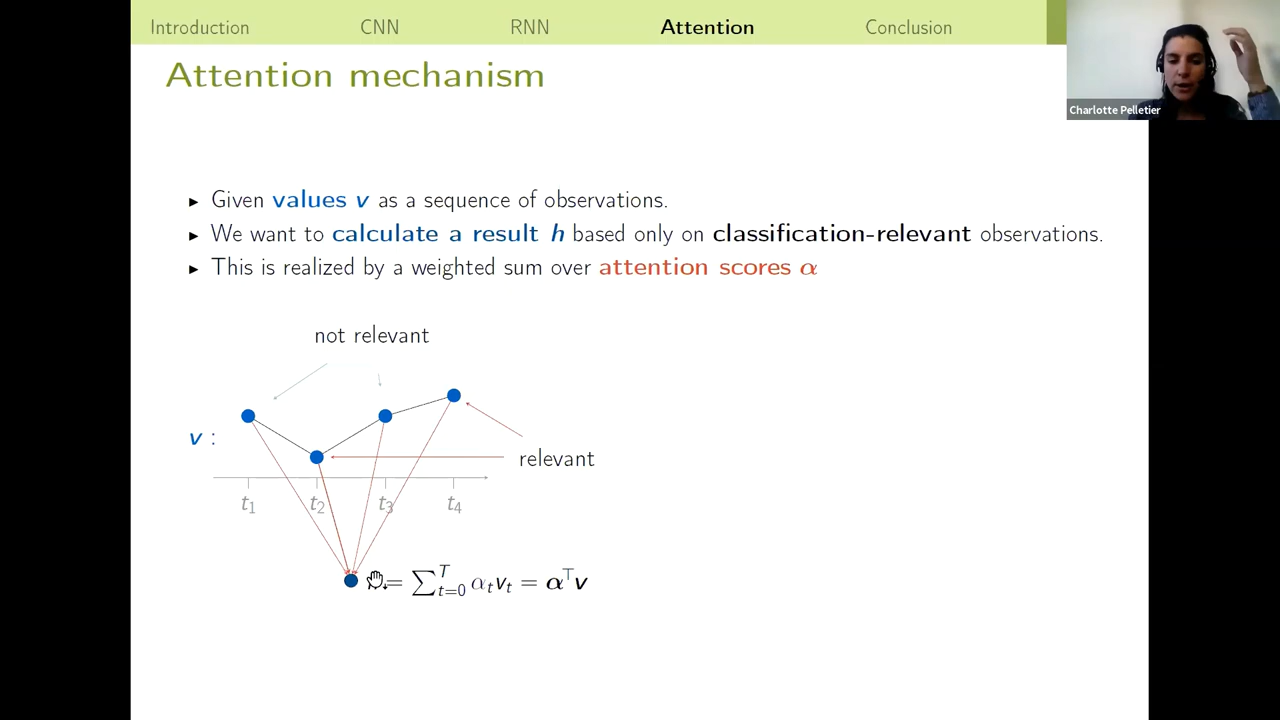 Introduction CNN RNN Attention Conclusion
Attention mechanism
Charlotte Pelletier
► Given values v as a sequence of observations.
► We want to calculate a result h based only on classification-relevant observations.
► This is realized by a weighted sum over attention scores α
not relevant
v :
relevant
t₁ t₂ t₃ t₄
= ∑ᵀₜ₌₀ αₜvₜ = α⊤v